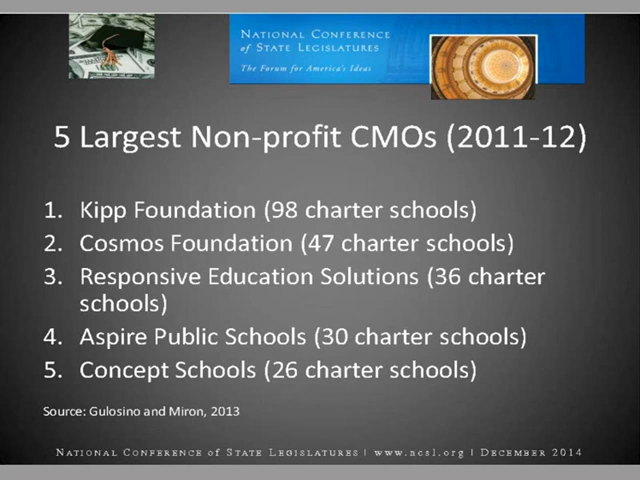 NATIONAL CONFERENCE
of STATE LEGISLATURES
The Forum for America's Ideas
5 Largest Non-profit CMOs (2011-12)
1. Kipp Foundation (98 charter schools)
2. Cosmos Foundation (47 charter schools)
3. Responsive Education Solutions (36 charter
schools)
4. Aspire Public Schools (30 charter schools)
5. Concept Schools (26 charter schools)
Source: Gulosino and Miron, 2013
NATIONAL CONFERENCE of STATE LEGISLATURES | www.ncsl.org | DECEMBER 2014